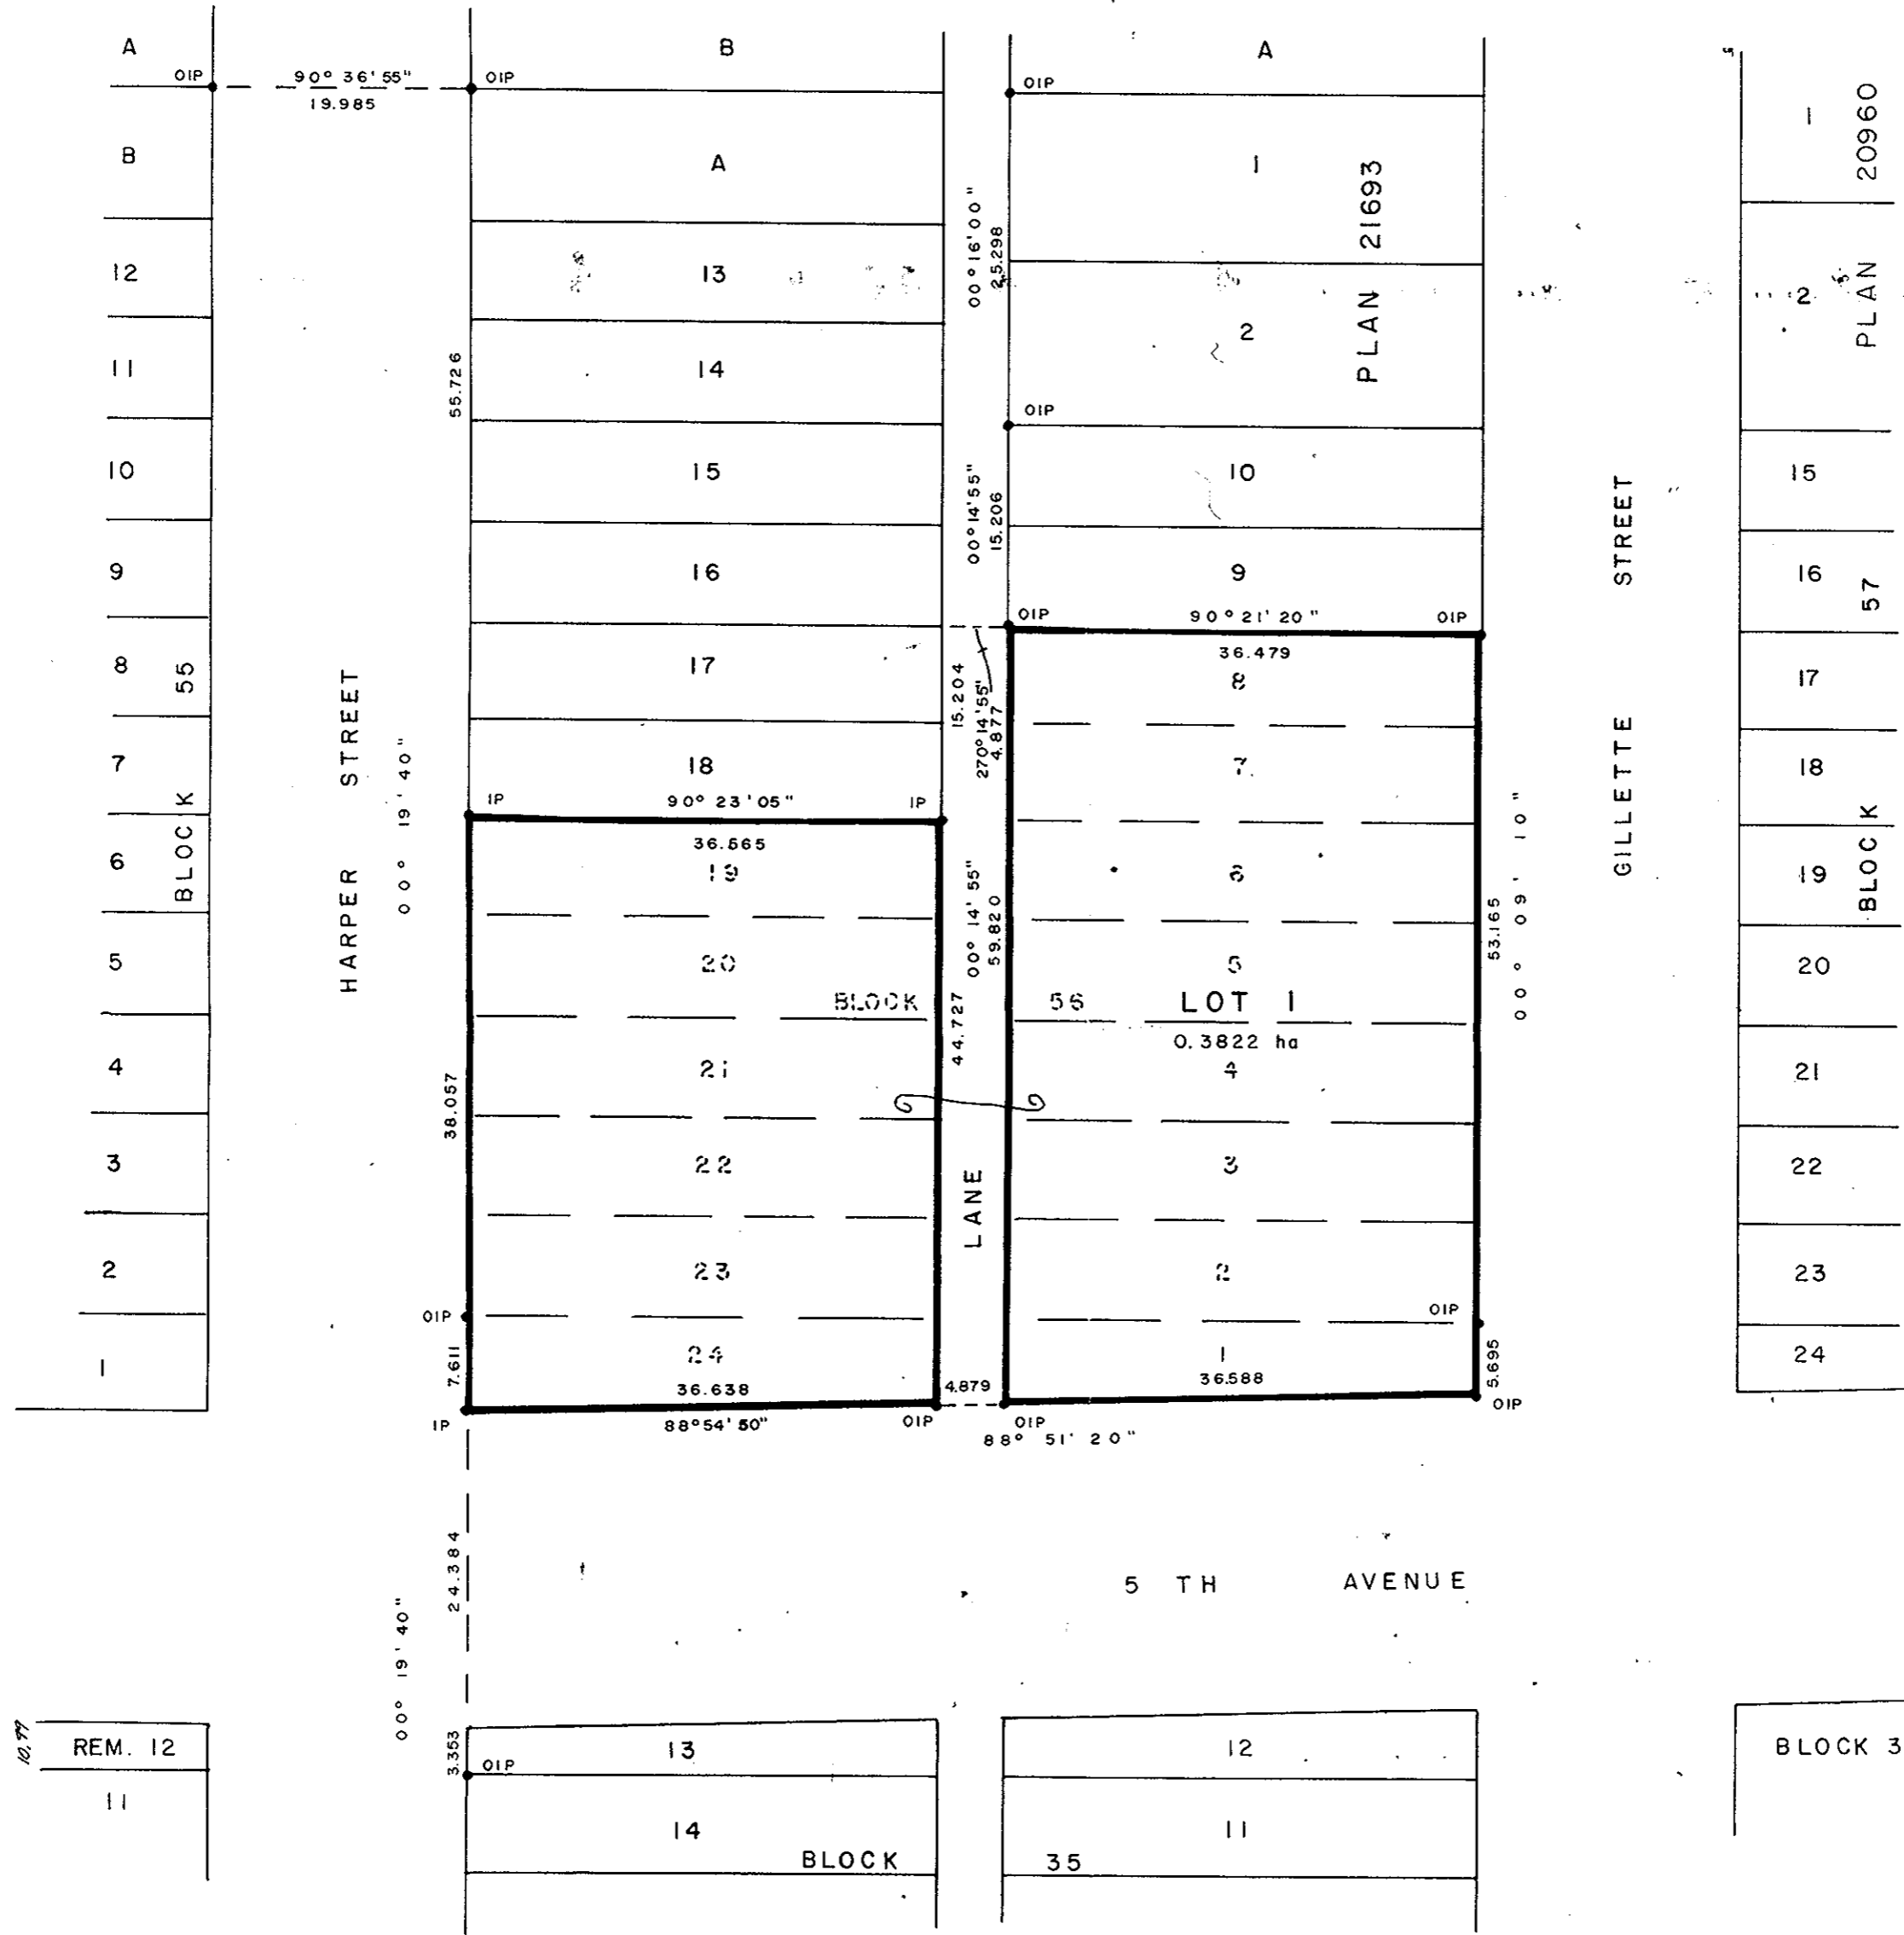 A
B
A
OIP
90° 36' 55"
19.985
OIP
OIP
B
A
1
PLAN 21693
1
PLAN 20960
12
13
00° 16' 00"
25.298
2
2
11
55.726
14
OIP
10
15
00° 14' 55"
15.206
10
15
9
16
9
16
OIP
90° 21' 20"
OIP
36.479
8
BLOCK 55
HARPER STREET
17
15.204
270° 14' 55"
4.877
8
GILLETTE STREET
17
BLOCK 57
7
00° 19' 40"
18
7
18
IP
90° 23' 05"
IP
36.565
6
19
00° 14' 55"
59.820
6
53.165
00° 09' 10"
19
5
20
5
20
BLOCK
44.727
56
LOT 1
0.3822 ha
4
38.057
21
4
21
3
22
LANE
3
22
2
23
2
23
OIP
OIP
1
7.611
24
1
5.695
24
36.638
4.879
36.588
IP
88° 54' 50"
OIP
OIP
OIP
88° 51' 20"
24.384
00° 19' 40"
5 TH AVENUE
10.99
REM. 12
3.353
OIP
13
12
BLOCK 3
11
14
11
BLOCK
35